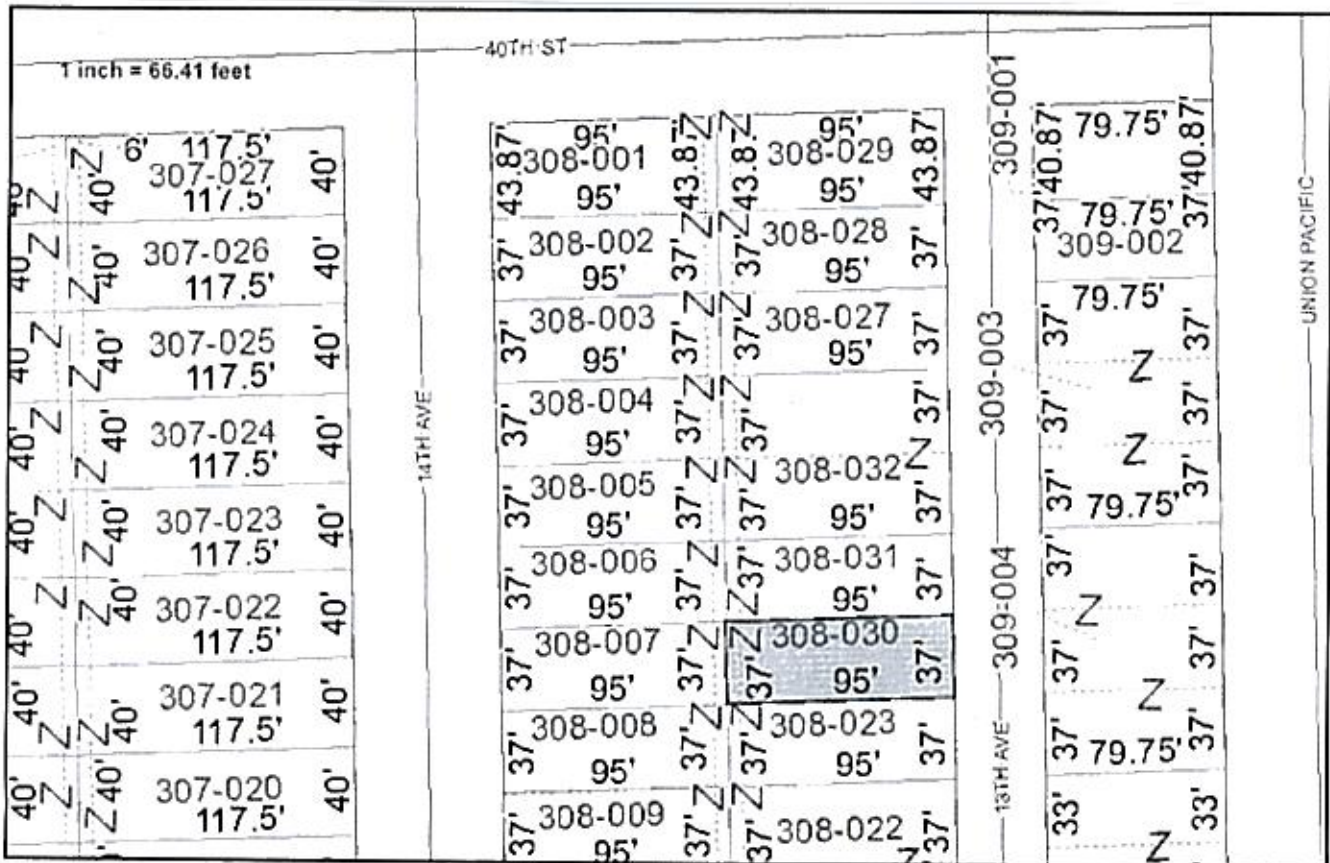 40TH ST
1 inch = 66.41 feet
6' 117.5'
307-027
40' 40' 40'
117.5'
Z Z
307-026
40' 40' 40'
117.5'
Z Z
307-025
40' 40' 40'
117.5'
Z Z
307-024
40' 40' 40'
117.5'
Z Z
307-023
40' 40' 40'
117.5'
Z Z
307-022
40' 40' 40'
117.5'
Z Z
307-021
40' 40' 40'
117.5'
Z Z
307-020
40' 40' 40'
117.5'
Z Z
14TH AVE
95'
43.87' 308-001 43.87' Z
95'
37' 308-002 37' Z
95'
37' 308-003 37' Z
95'
37' 308-004 37' Z
95'
37' 308-005 37' Z
95'
37' 308-006 37' Z
95'
37' 308-007 37' Z
95'
37' 308-008 37' Z
95'
37' 308-009 37' Z
95'
Z 95'
43.87' 308-029 43.87'
95'
Z 37' 308-028 37'
95'
Z 37' 308-027 37'
95'
Z 37' 37'
Z 308-032 Z
37' 95' 37'
Z 37' 308-031 37'
95'
Z 308-030
37' 95' 37'
Z 37' 308-023 37'
95'
Z 37' 308-022 37'
Z
309-001
309-003
309-004
13TH AVE
79.75'
40.87' 40.87'
37' 79.75' 37'
309-002
79.75'
37' 37'
Z
37' 37'
Z
37' 79.75' 37'
37' 37'
Z
37' 37'
Z
37' 79.75' 37'
33' 33'
Z
UNION PACIFIC